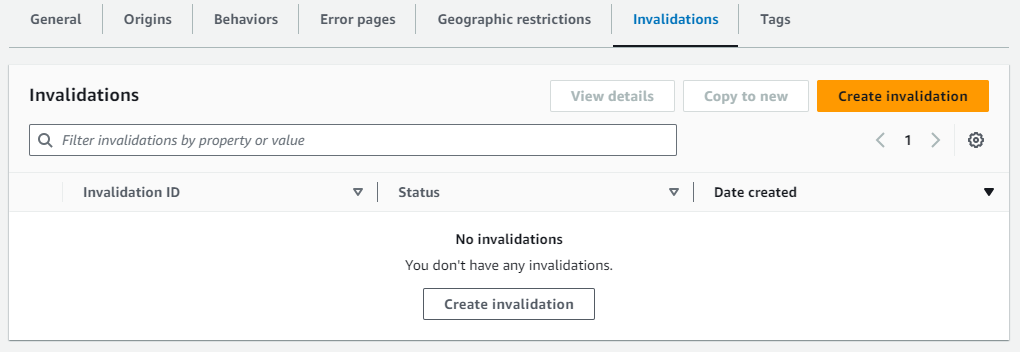 General Origins Behaviors Error pages Geographic restrictions Invalidations Tags
Invalidations View details Copy to new Create invalidation
Filter invalidations by property or value 1
Invalidation ID Status Date created
No invalidations
You don't have any invalidations.
Create invalidation